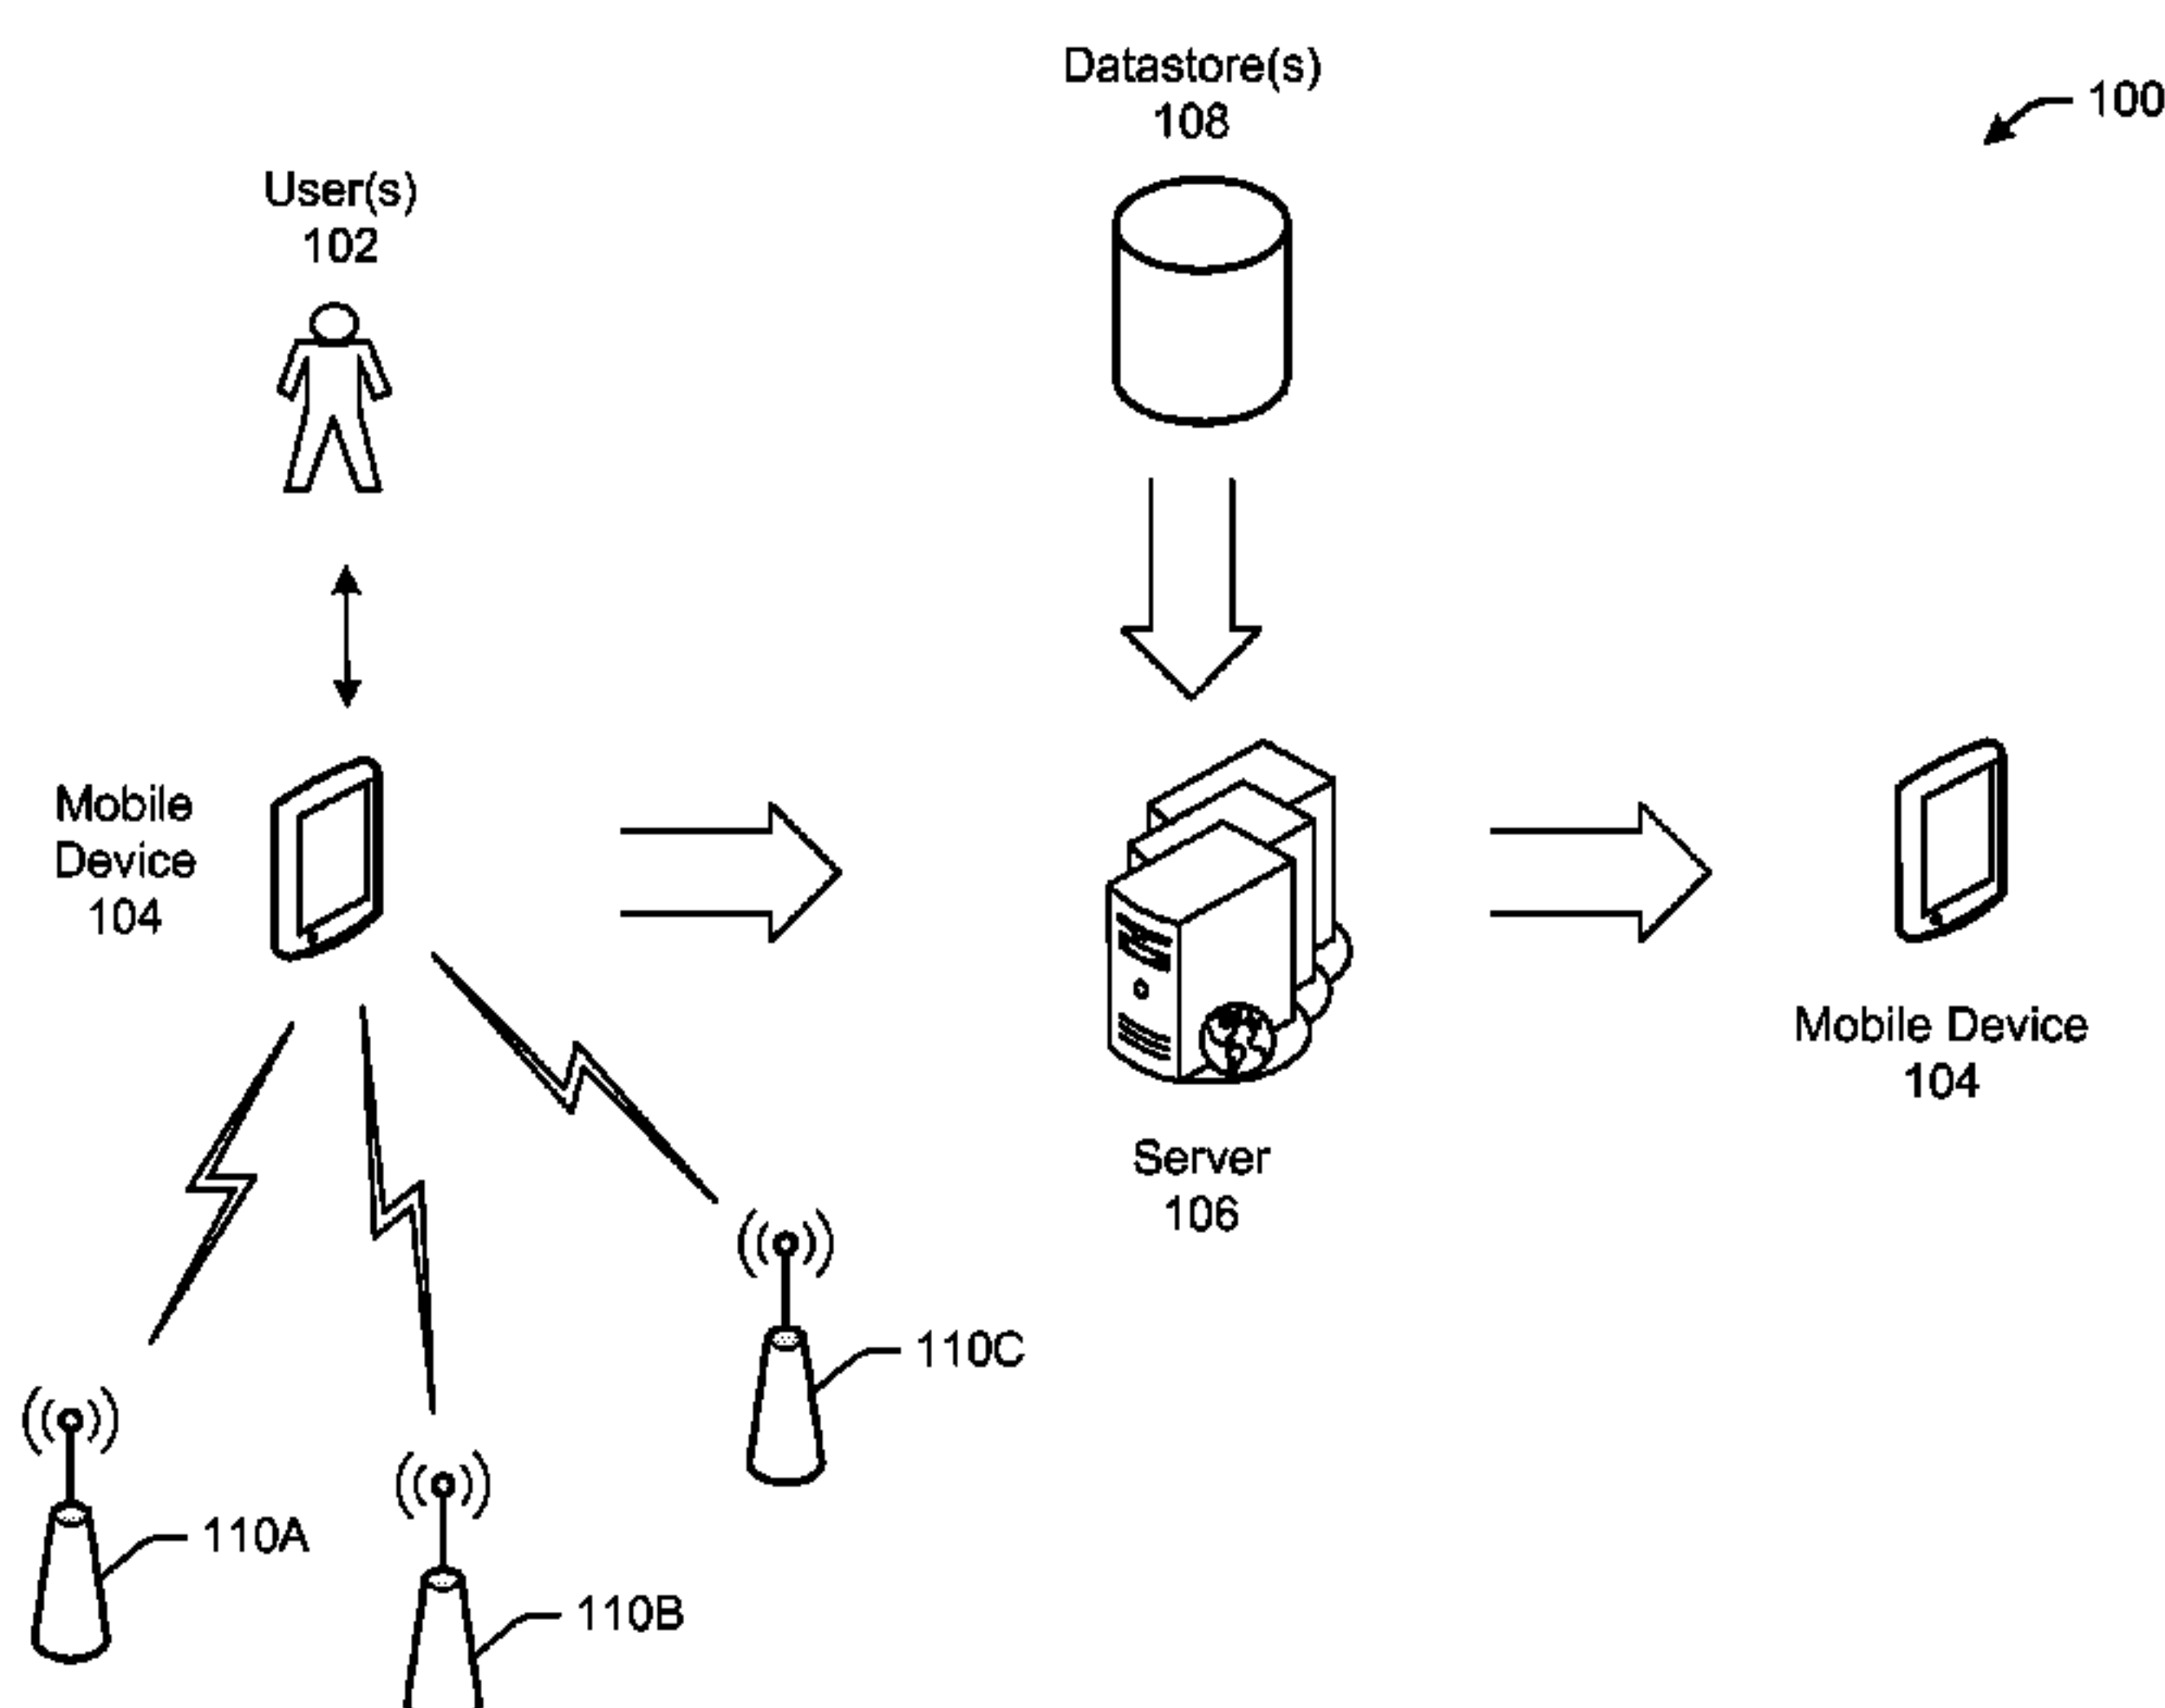 Datastore(s)
108
100
User(s)
102
Mobile
Device
104
Mobile Device
104
Server
106
110C
110A
110B